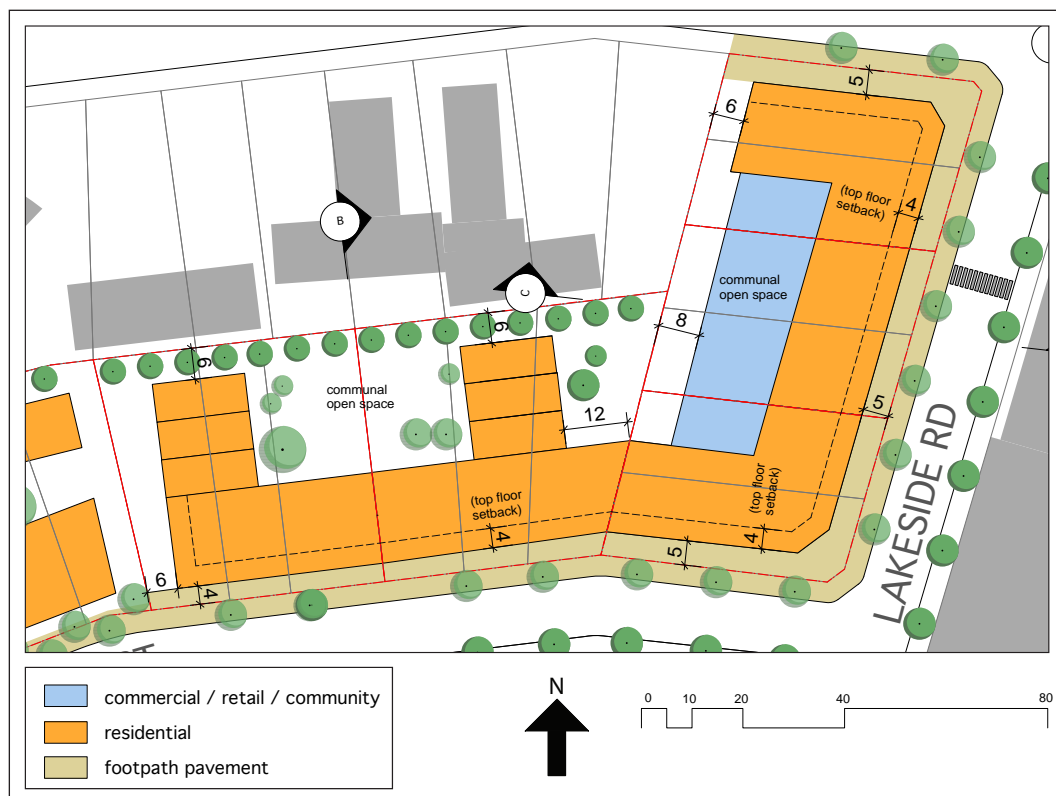 5
6
(top floor
setback)
4
B
communal
open space
C
6
8
6
communal
open space
12
5
(top floor
setback)
(top floor
setback)
4
4
5
6
4
LAKESIDE RD
commercial / retail / community
residential
footpath pavement
N
0 10 20 40 80